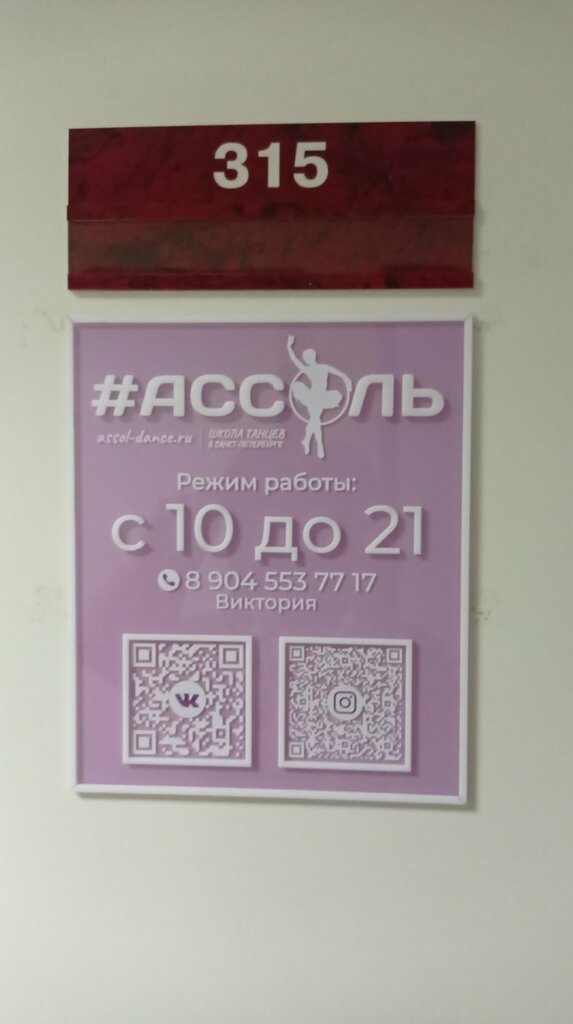 315
#АССОЛЬ
assol-dance.ru
ШКОЛА ТАНЦЕВ
В САНКТ-ПЕТЕРБУРГЕ
Режим работы:
с 10 до 21
8 904 553 77 17
Виктория